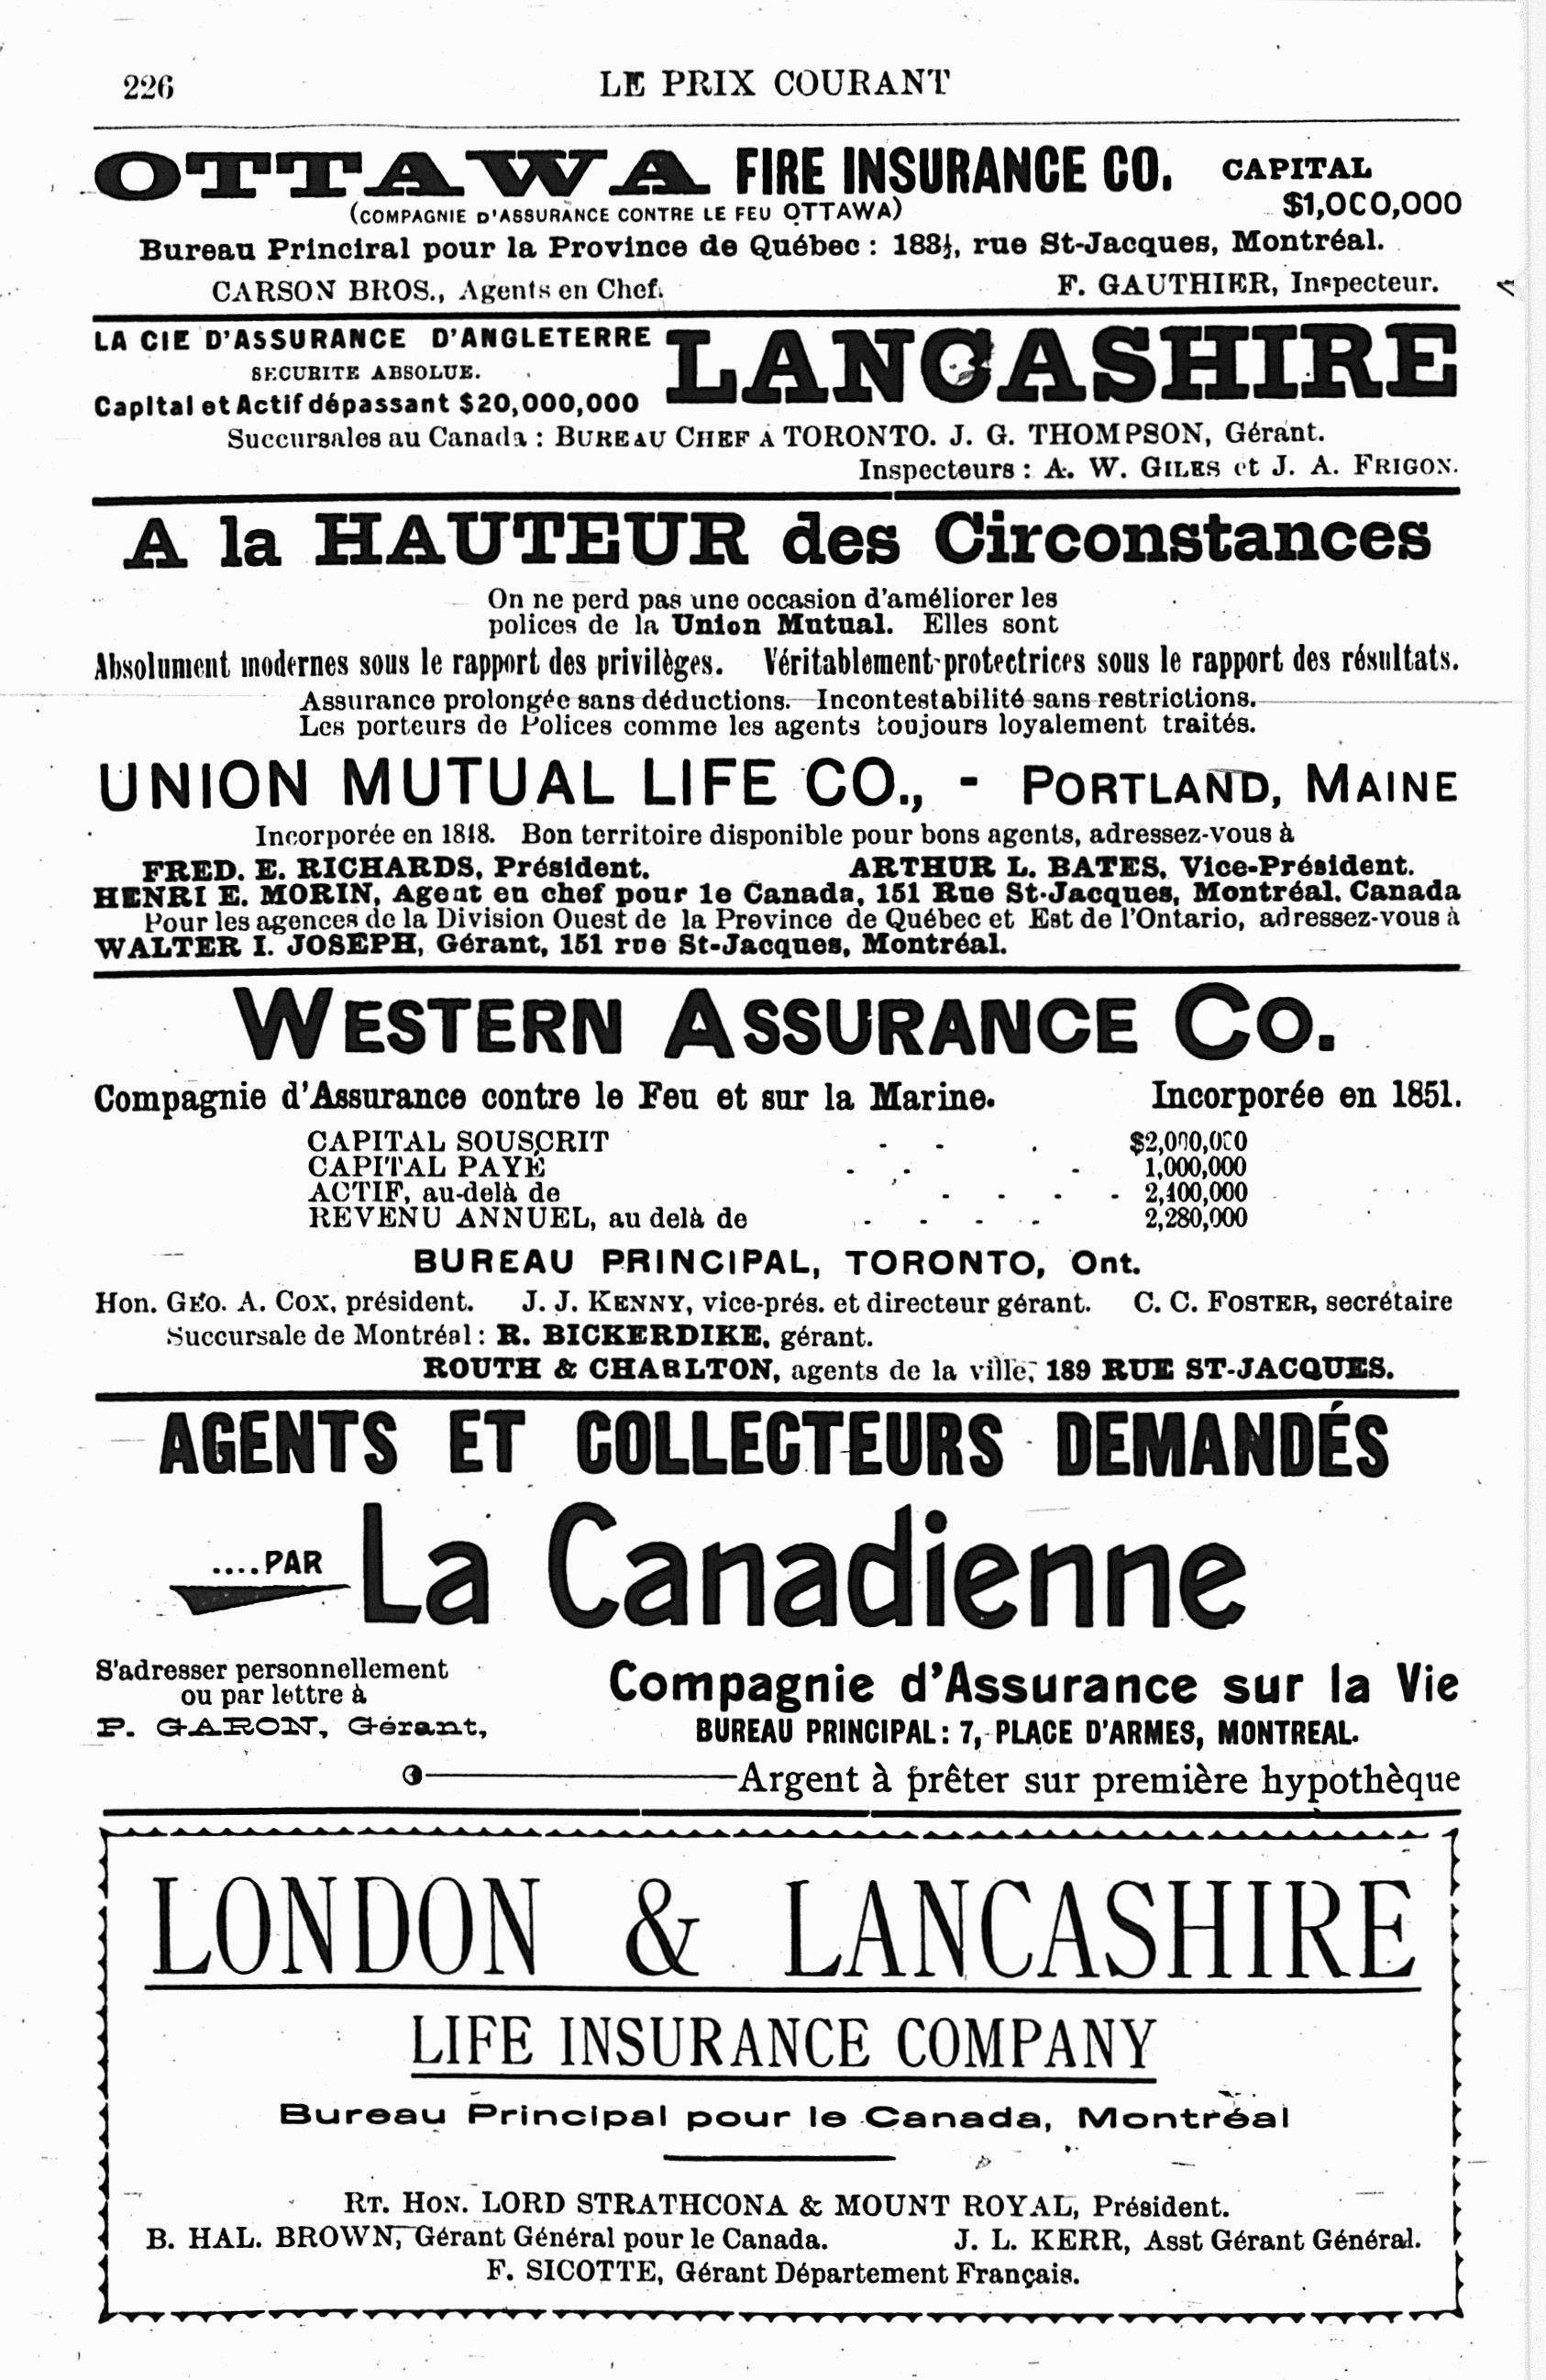 226
LE PRIX COURANT
OTTAWA FIRE INSURANCE CO. CAPITAL
(COMPAGNIE D'ASSURANCE CONTRE LE FEU OTTAWA) $1,000,000
Bureau Princiral pour la Province de Québec : 183½, rue St-Jacques, Montréal.
CARSON BROS., Agents en Chef. F. GAUTHIER, Inspecteur.
LA CIE D'ASSURANCE D'ANGLETERRE LANCASHIRE
SECURITE ABSOLUE.
Capital et Actif dépassant $20,000,000
Succursales au Canada : BUREAU CHEF A TORONTO. J. G. THOMPSON, Gérant.
Inspecteurs : A. W. GILES et J. A. FRIGON.
A la HAUTEUR des Circonstances
On ne perd pas une occasion d'améliorer les
polices de la Union Mutual. Elles sont
Absolument modernes sous le rapport des privilèges. Véritablement protectrices sous le rapport des résultats.
Assurance prolongée sans déductions. Incontestabilité sans restrictions.
Les porteurs de Polices comme les agents toujours loyalement traités.
UNION MUTUAL LIFE CO., - PORTLAND, MAINE
Incorporée en 1848. Bon territoire disponible pour bons agents, adressez-vous à
FRED. E. RICHARDS, Président. ARTHUR L. BATES, Vice-Président.
HENRI E. MORIN, Agent en chef pour le Canada, 151 Rue St-Jacques, Montréal, Canada
Pour les agences de la Division Ouest de la Province de Québec et Est de l'Ontario, adressez-vous à
WALTER I. JOSEPH, Gérant, 151 rue St-Jacques, Montréal.
WESTERN ASSURANCE CO.
Compagnie d'Assurance contre le Feu et sur la Marine. Incorporée en 1851.
CAPITAL SOUSCRIT - - . $2,000,000
CAPITAL PAYÉ - - - 1,000,000
ACTIF, au-delà de - - - - 2,400,000
REVENU ANNUEL, au delà de - - - - 2,280,000
BUREAU PRINCIPAL, TORONTO, Ont.
Hon. GEO. A. COX, président. J. J. KENNY, vice-prés. et directeur gérant. C. C. FOSTER, secrétaire
Succursale de Montréal : R. BICKERDIKE, gérant.
ROUTH & CHARLTON, agents de la ville, 189 RUE ST-JACQUES.
AGENTS ET COLLECTEURS DEMANDÉS
....PAR La Canadienne
S'adresser personnellement
ou par lettre à
P. GARON, Gérant,
Compagnie d'Assurance sur la Vie
BUREAU PRINCIPAL : 7, PLACE D'ARMES, MONTREAL.
Argent à prêter sur première hypothèque
LONDON & LANCASHIRE
LIFE INSURANCE COMPANY
Bureau Principal pour le Canada, Montréal
RT. HON. LORD STRATHCONA & MOUNT ROYAL, Président.
B. HAL. BROWN, Gérant Général pour le Canada. J. L. KERR, Asst Gérant Général.
F. SICOTTE, Gérant Département Français.